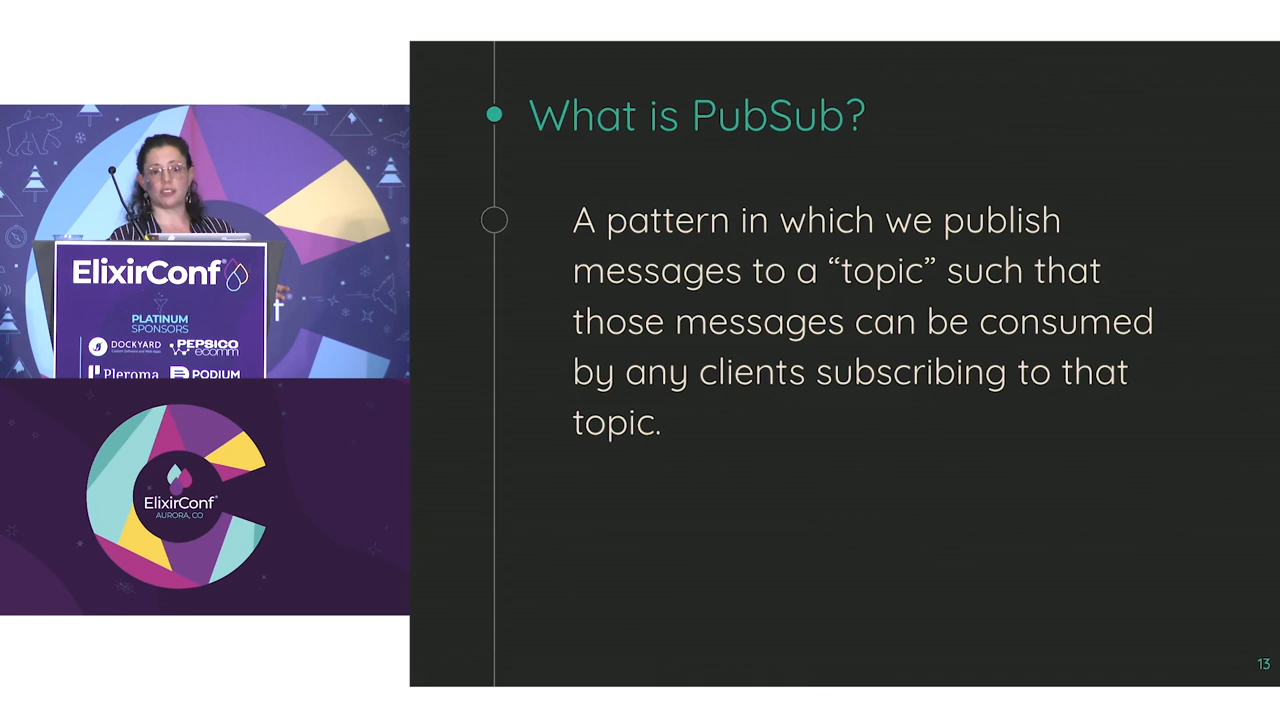 ElixirConf
PLATINUM
SPONSORS
DOCKYARD
PEPSICO
ecomm
Pleroma
PODIUM
ElixirConf
AURORA, CO
What is PubSub?
A pattern in which we publish
messages to a “topic” such that
those messages can be consumed
by any clients subscribing to that
topic.
13